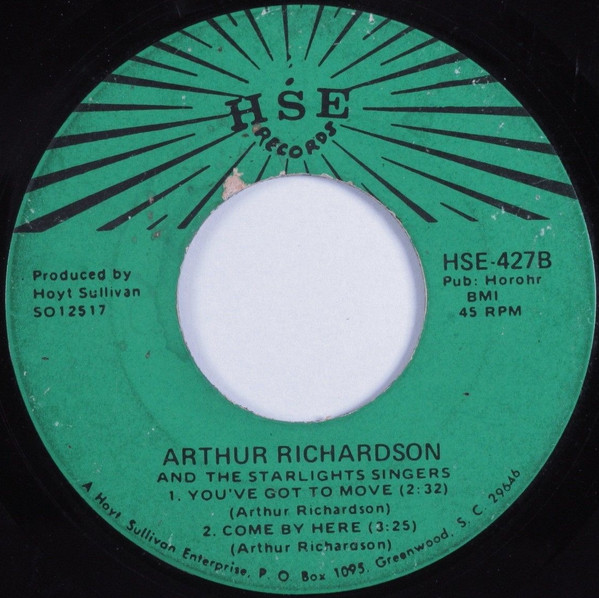 HSE
RECORDS
Produced by
Hoyt Sullivan
SO12517
HSE-427B
Pub: Horohr
BMI
45 RPM
ARTHUR RICHARDSON
AND THE STARLIGHTS SINGERS
1. YOU'VE GOT TO MOVE (2:32)
(Arthur Richardson)
2. COME BY HERE (3:25)
(Arthur Richardson)
A Hoyt Sullivan Enterprise, P. O. Box 1095, Greenwood, S. C. 29646